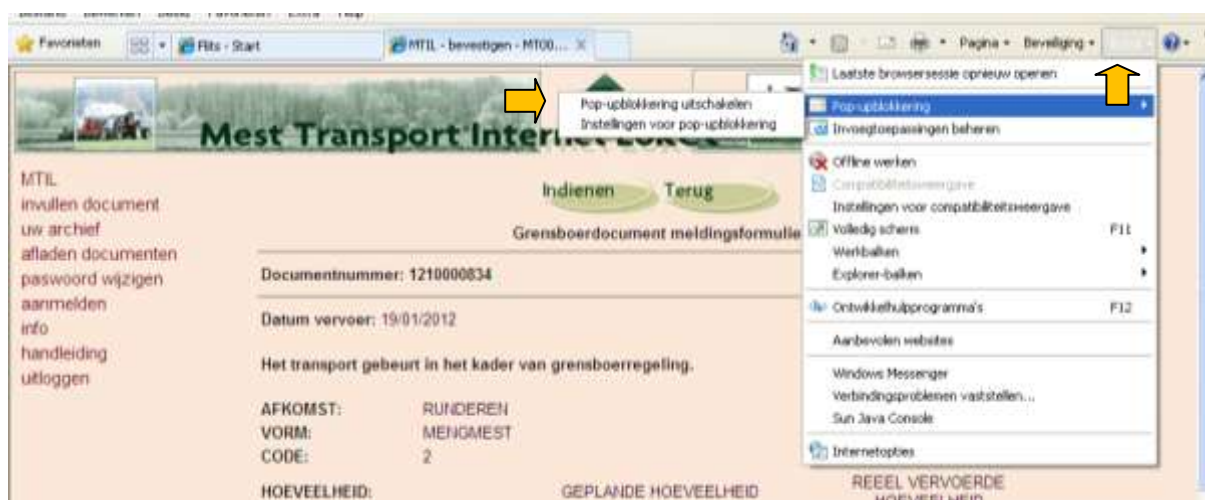 Favorieten
Flits - Start
MTIL - bevestigen - MT00...
Pagina
Beveiliging
Laatste browsersessie opnieuw openen
Pop-upblokkering
Pop-upblokkering uitschakelen
Instellingen voor pop-upblokkering
Invoegtoepassingen beheren
Offline werken
Compatibiliteitsweergave
Instellingen voor compatibiliteitsweergave
Volledig scherm F11
Werkbalken
Explorer-balken
Ontwikkelhulpprogramma's F12
Aanbevolen websites
Windows Messenger
Verbindingsproblemen vaststellen...
Sun Java Console
Internetopties
Mest Transport Internet Loket
MTIL
invullen document
uw archief
afladen documenten
paswoord wijzigen
aanmelden
info
handleiding
uitloggen
Indienen Terug
Grensboerdocument meldingsformulie
Documentnummer: 1210000834
Datum vervoer: 19/01/2012
Het transport gebeurt in het kader van grensboerregeling.
AFKOMST: RUNDEREN
VORM: MENGMEST
CODE: 2
HOEVEELHEID: GEPLANDE HOEVEELHEID REEEL VERVOERDE
HOEVEELHEID